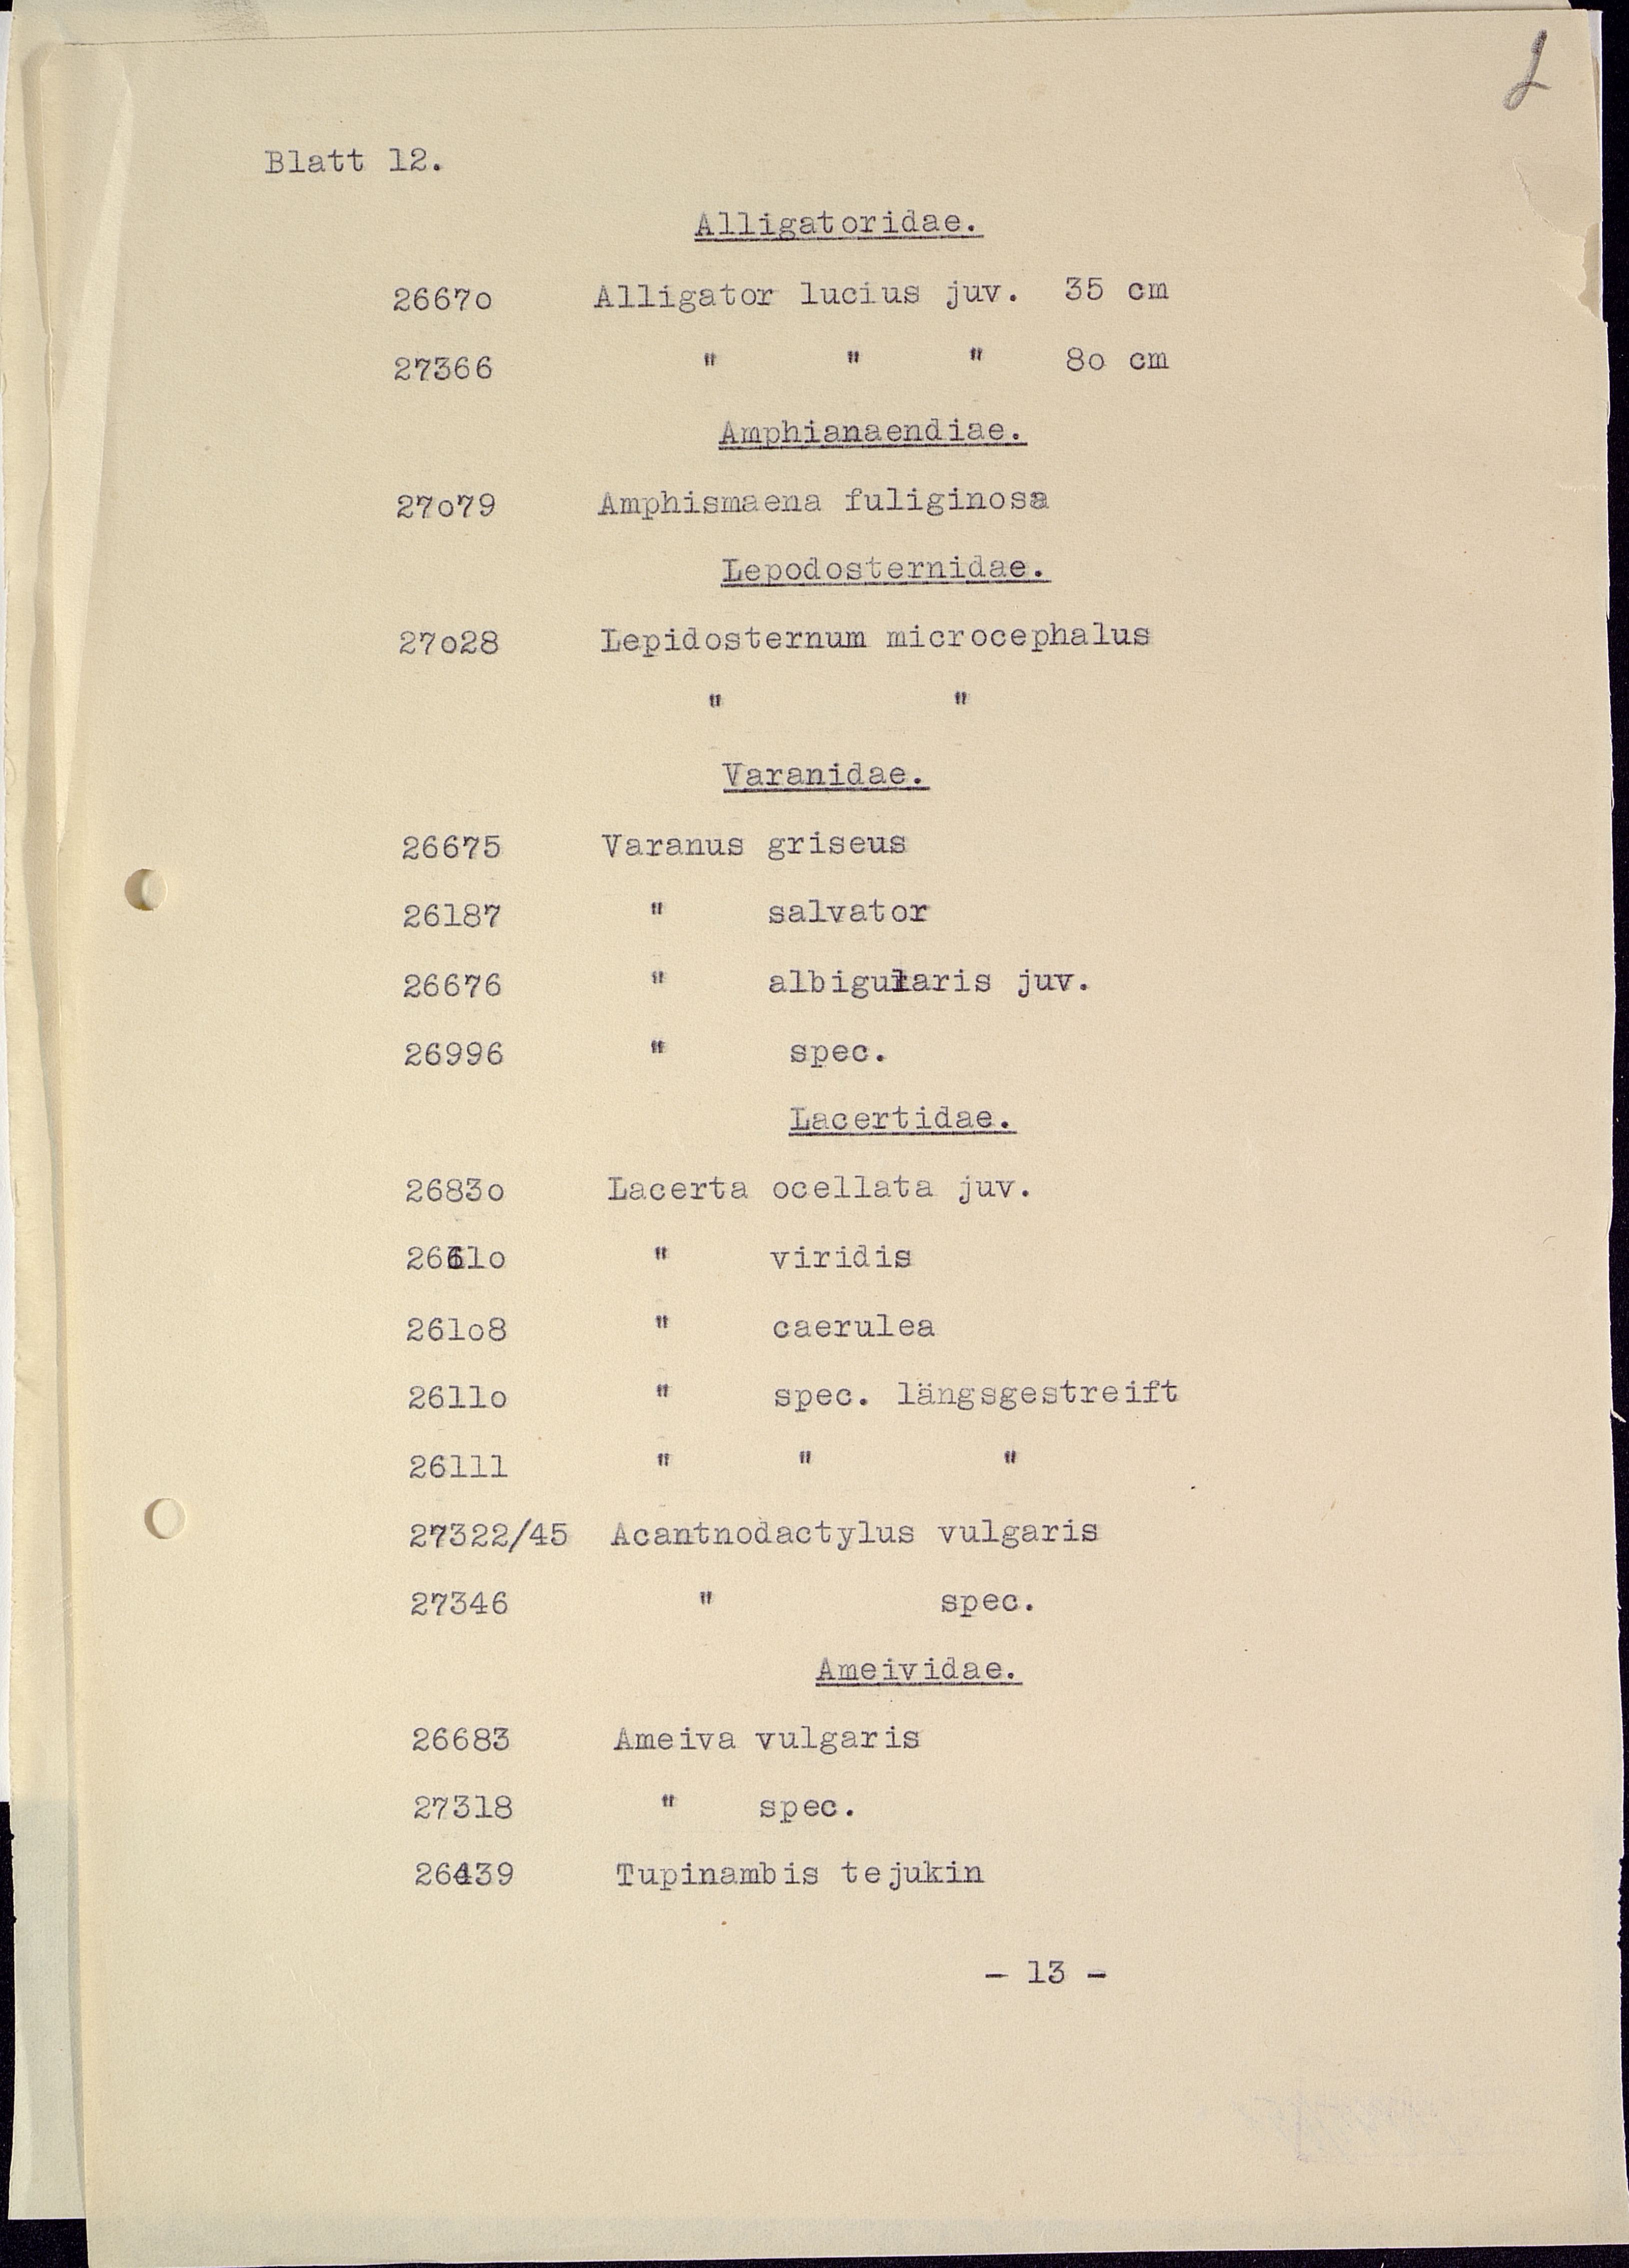 Blatt 12.
Alligatoridae.
2667o Alligator lucius juv. 35 cm
27366 " " " 8o cm
Amphianaendiae.
27o79 Amphismaena fuliginosa
Lepodosternidae.
27o28 Lepidosternum microcephalus
" "
Varanidae.
26675 Varanus griseus
26187 " salvator
26676 " albigularis juv.
26996 " spec.
Lacertidae.
2683o Lacerta ocellata juv.
2661o " viridis
261o8 " caerulea
2611o " spec. längsgestreift
26111 " " "
27322/45 Acantnodactylus vulgaris
27346 " spec.
Ameividae.
26683 Ameiva vulgaris
27318 " spec.
26439 Tupinambis tejukin
- 13 -